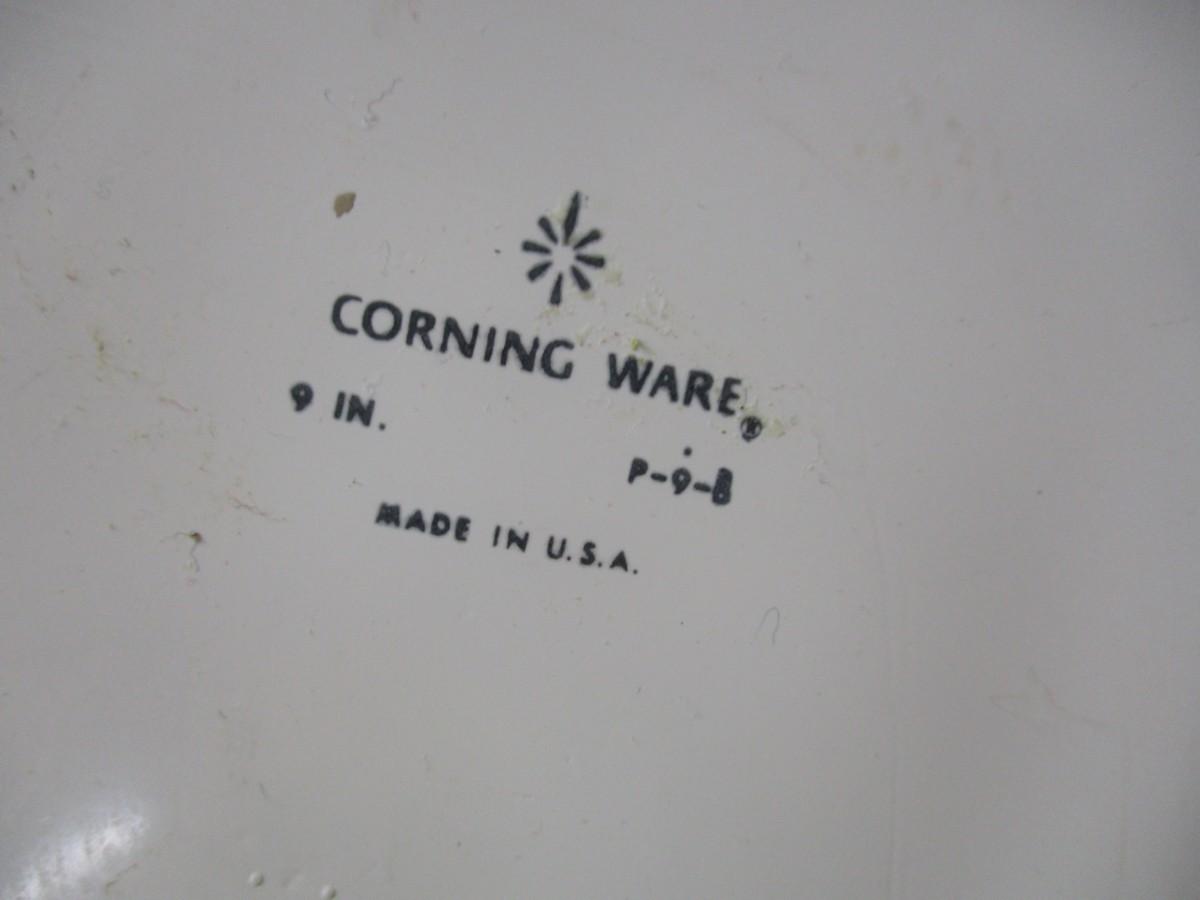 CORNING WARE®
9 IN. P-9-B
MADE IN U.S.A.